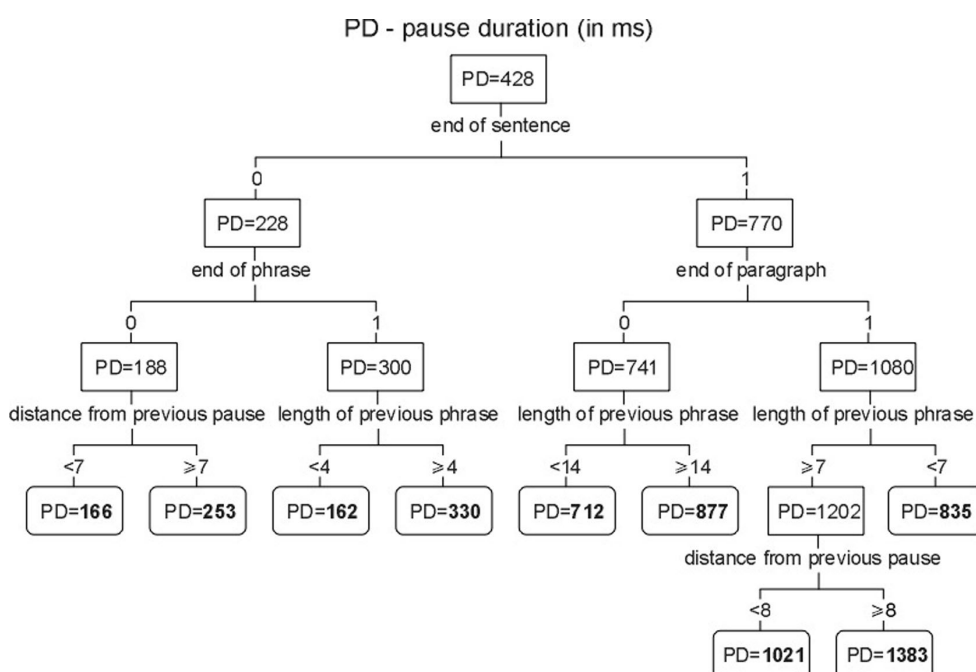 PD - pause duration (in ms)
PD=428
end of sentence
0 1
PD=228 PD=770
end of phrase end of paragraph
0 1 0 1
PD=188 PD=300 PD=741 PD=1080
distance from previous pause length of previous phrase length of previous phrase length of previous phrase
<7 ⩾7 <4 ⩾4 <14 ⩾14 ⩾7 <7
PD=166 PD=253 PD=162 PD=330 PD=712 PD=877 PD=1202 PD=835
distance from previous pause
<8 ⩾8
PD=1021 PD=1383